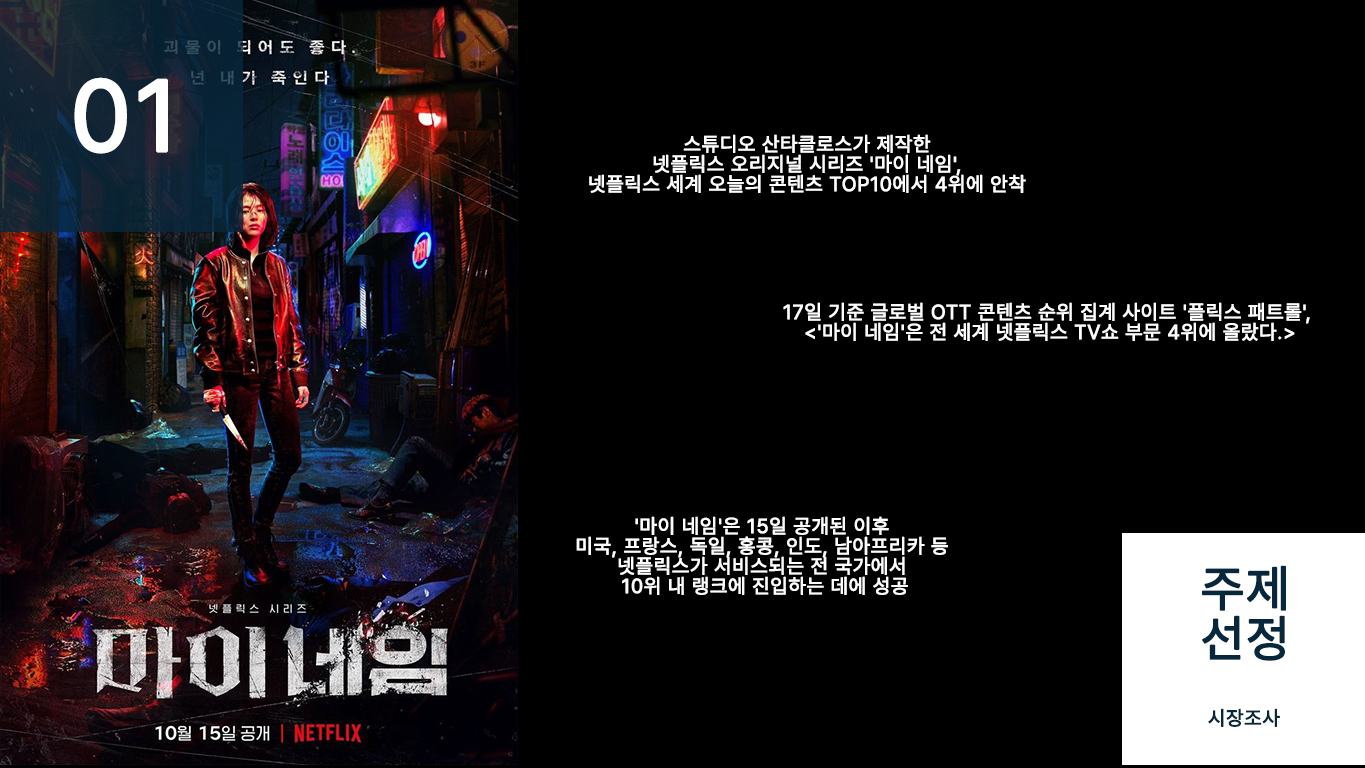 01
괴물이 되어도 좋다.
넌 내가 죽인다
3F
노래
HO
넷플릭스 시리즈
마이 네임
10월 15일 공개 | NETFLIX
스튜디오 산타클로스가 제작한
넷플릭스 오리지널 시리즈 '마이 네임',
넷플릭스 세계 오늘의 콘텐츠 TOP10에서 4위에 안착
17일 기준 글로벌 OTT 콘텐츠 순위 집계 사이트 '플릭스 패트롤',
<'마이 네임'은 전 세계 넷플릭스 TV쇼 부문 4위에 올랐다.>
'마이 네임'은 15일 공개된 이후
미국, 프랑스, 독일, 홍콩, 인도, 남아프리카 등
넷플릭스가 서비스되는 전 국가에서
10위 내 랭크에 진입하는 데에 성공
주제
선정
시장조사